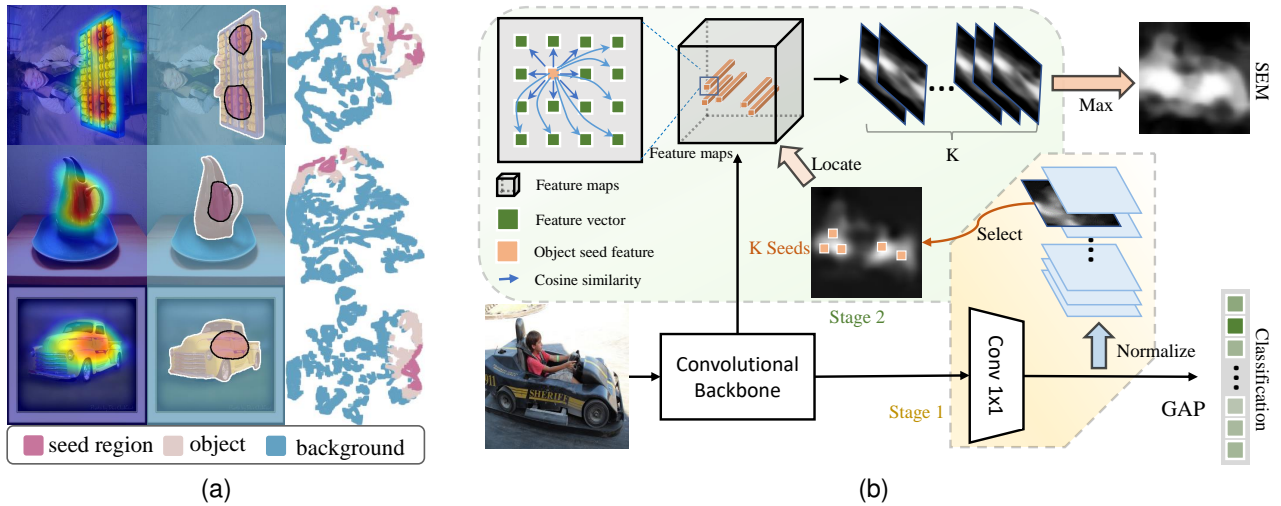 seed region
object
background
(a)
Feature maps
Feature maps
Feature vector
Object seed feature
Cosine similarity
Locate
K
Max
SEM
K Seeds
Select
Stage 2
Convolutional
Backbone
Stage 1
Conv 1x1
Normalize
GAP
Classification
911
SHERIFF
(b)